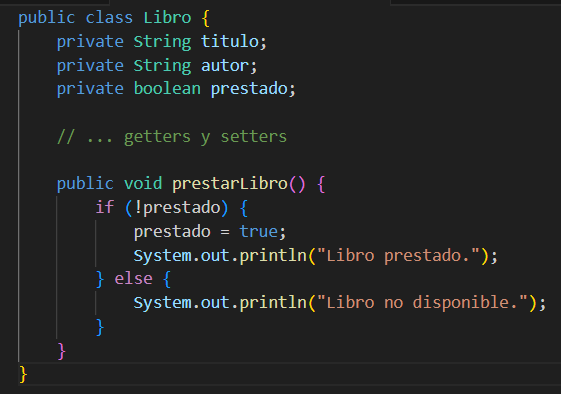 public class Libro {
    private String titulo;
    private String autor;
    private boolean prestado;

    // ... getters y setters

    public void prestarLibro() {
        if (!prestado) {
            prestado = true;
            System.out.println("Libro prestado.");
        } else {
            System.out.println("Libro no disponible.");
        }
    }
}